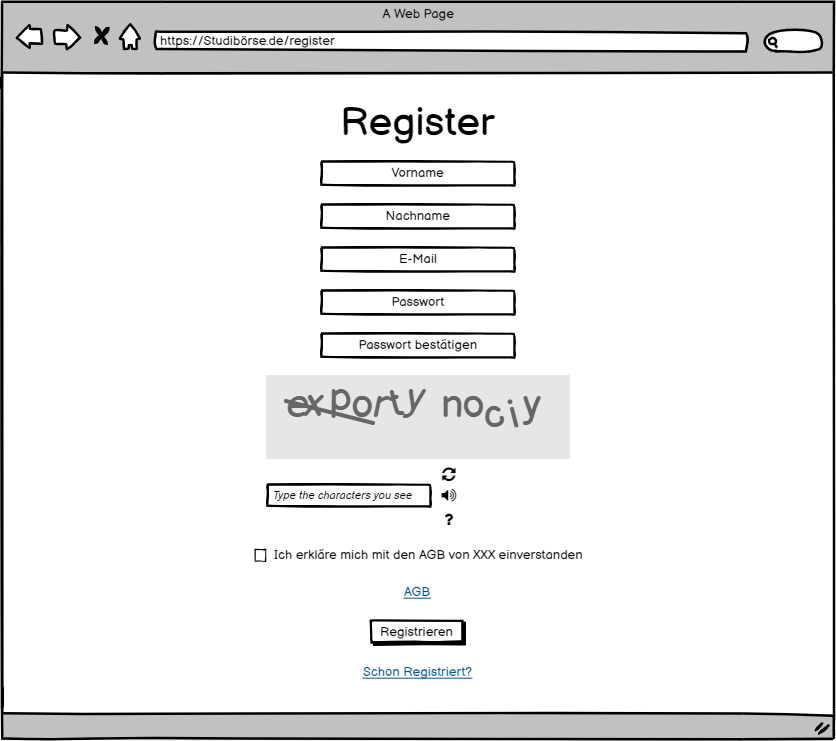 A Web Page
https://Studibörse.de/register
Register
Vorname
Nachname
E-Mail
Passwort
Passwort bestätigen
exporty nociy
Type the characters you see
?
Ich erkläre mich mit den AGB von XXX einverstanden
AGB
Registrieren
Schon Registriert?